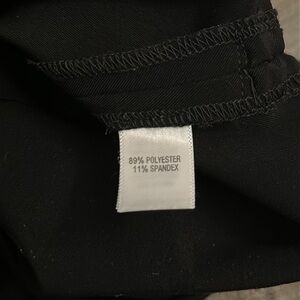 89% POLYESTER
11% SPANDEX